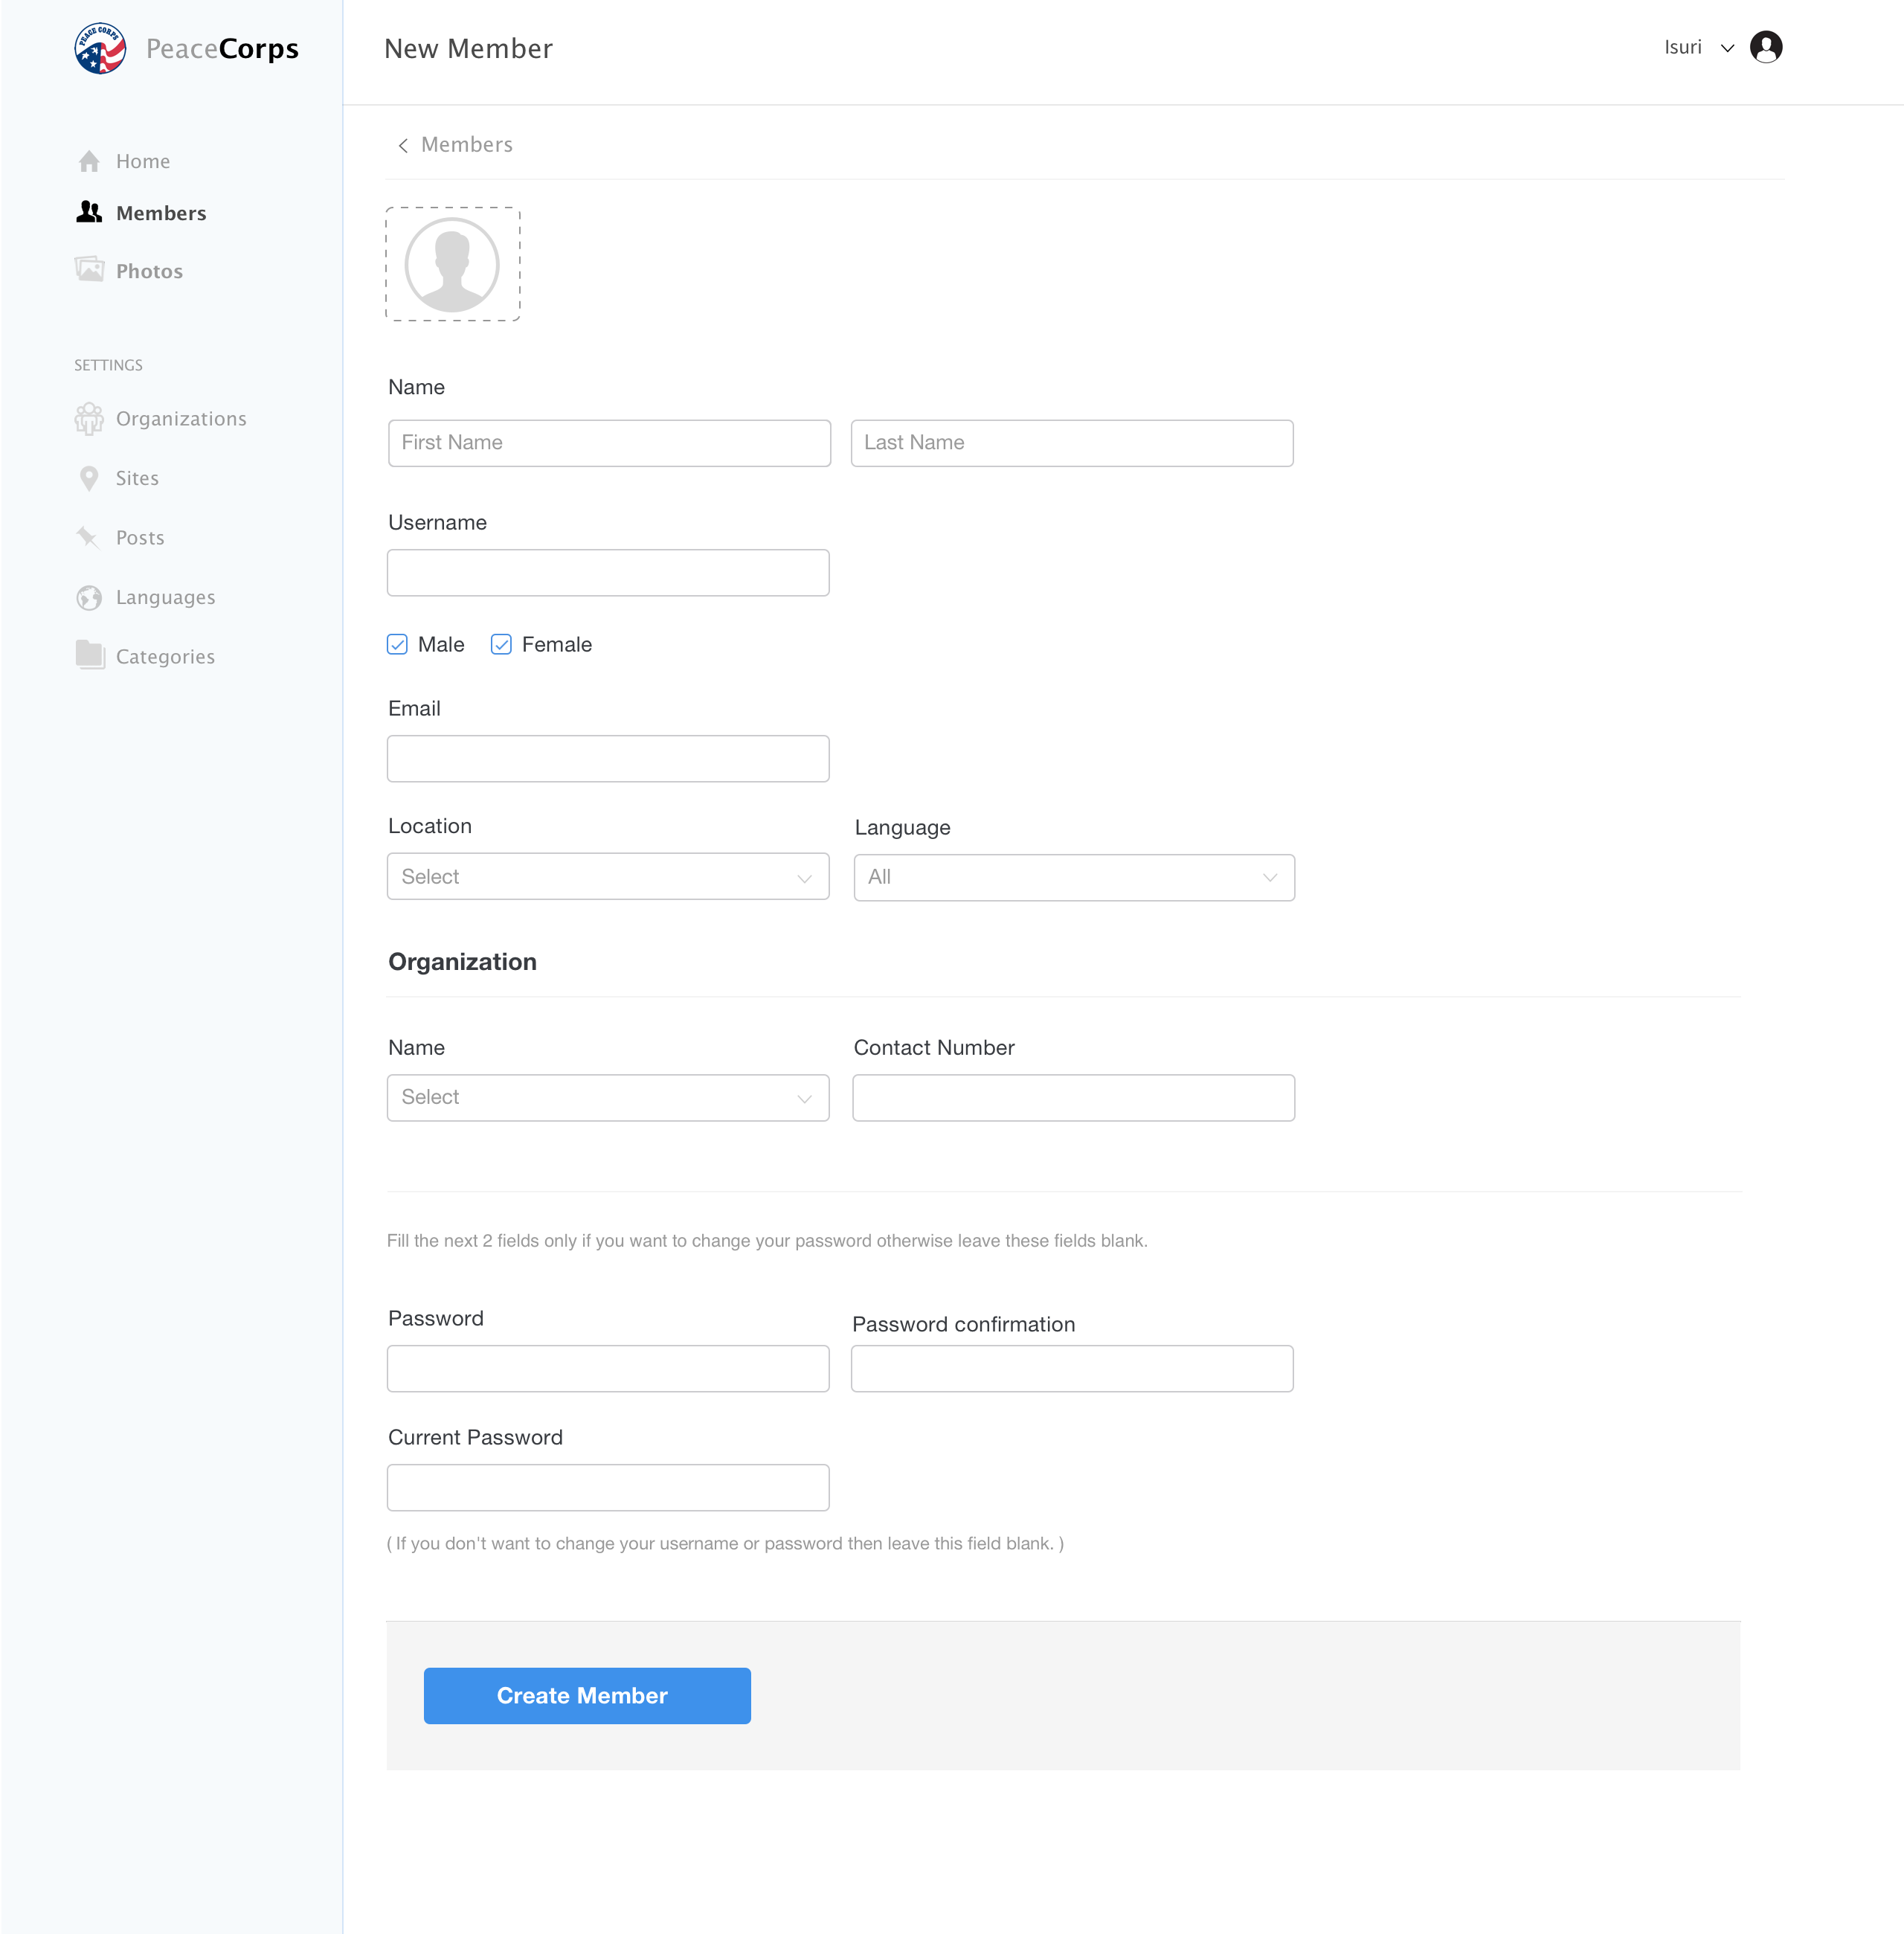 PEACE CORPS
PeaceCorps
New Member
Isuri
Home
Members
Photos
SETTINGS
Organizations
Sites
Posts
Languages
Categories
Members
Name
First Name
Last Name
Username
Male
Female
Email
Location
Language
Select
All
Organization
Name
Contact Number
Select
Fill the next 2 fields only if you want to change your password otherwise leave these fields blank.
Password
Password confirmation
Current Password
( If you don't want to change your username or password then leave this field blank. )
Create Member